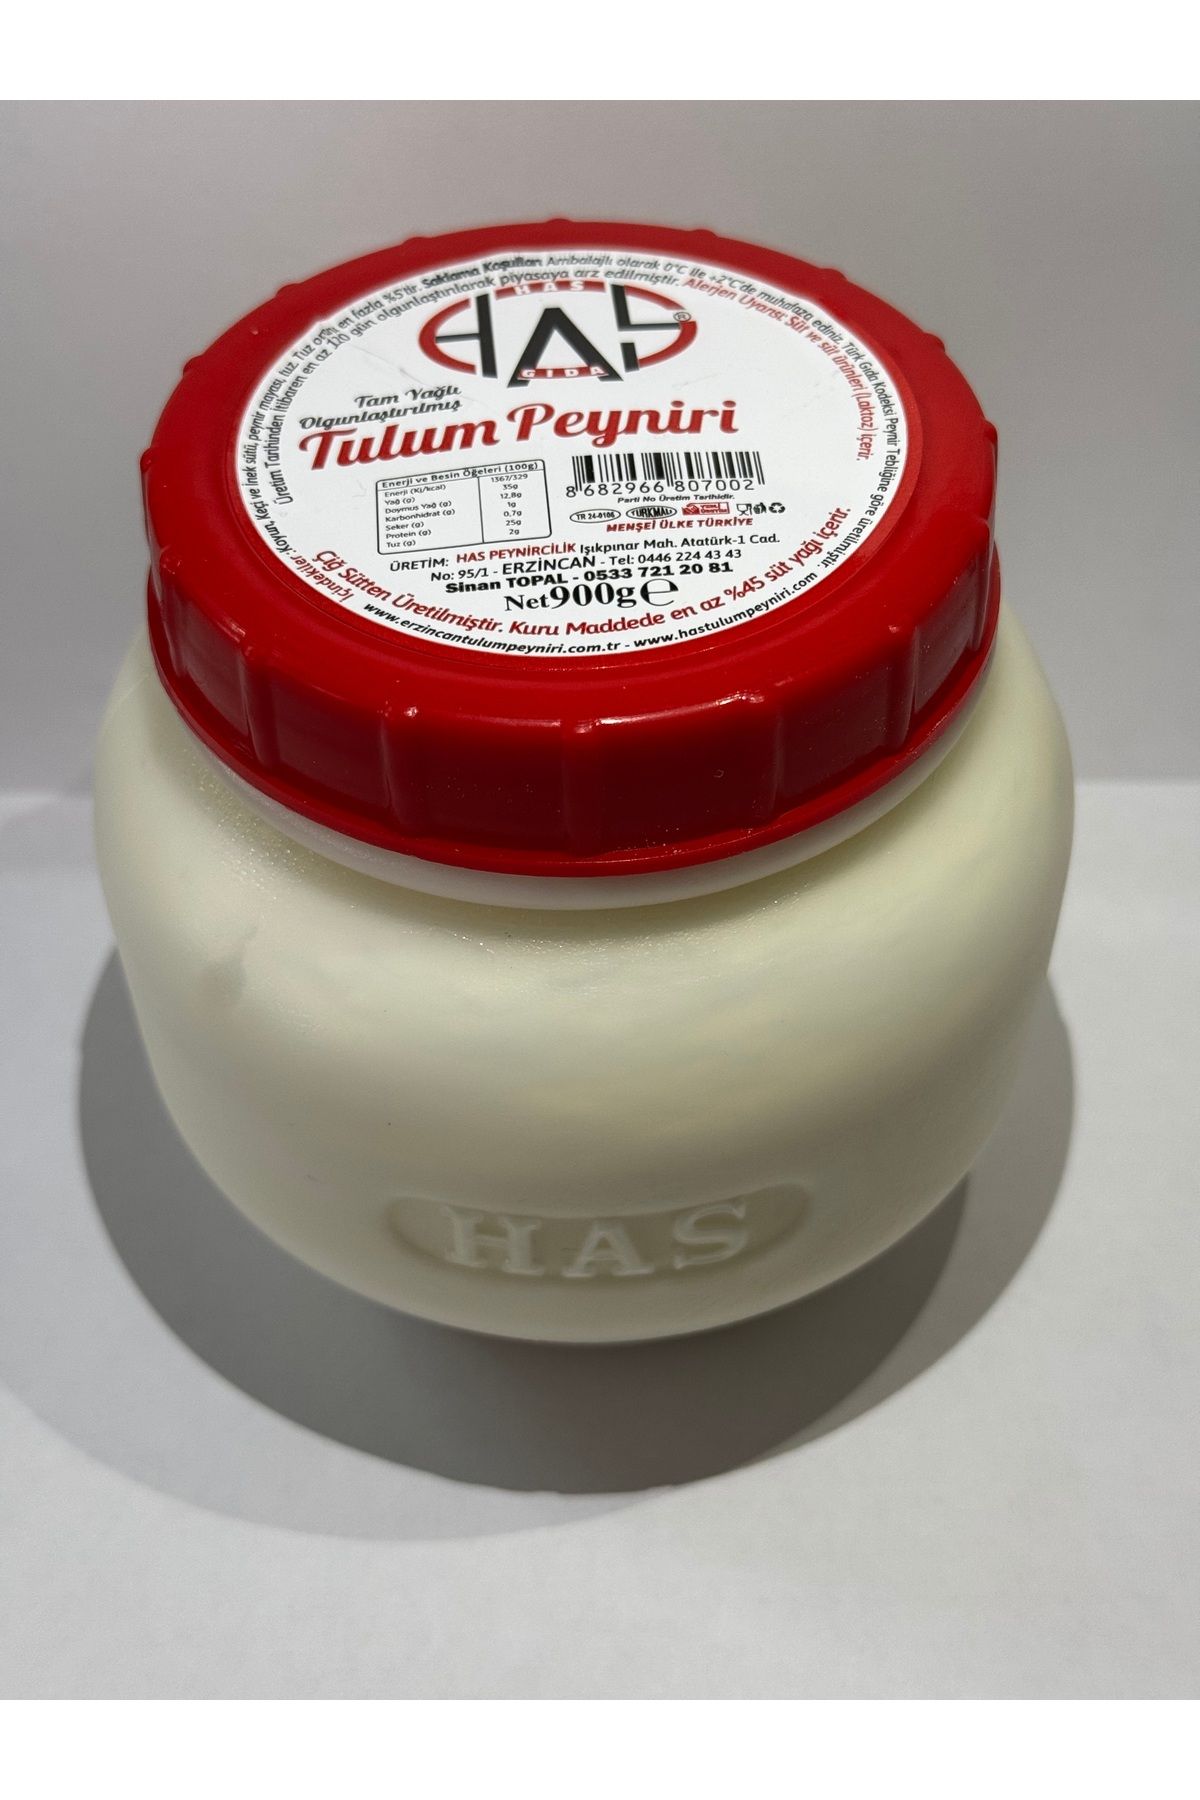 HAS
HAS
GIDA
®
Tam Yağlı
Olgunlaştırılmış
Tulum Peyniri
Enerji ve Besin Öğeleri (100g)
Enerji (Kj/kcal) 1367/329
Yağ (g) 35g
Doymuş Yağ (g) 12,8g
Karbonhidrat (g) 1g
Seker (g) 0,7g
Protein (g) 25g
Tuz (g) 2g
8 682966 807002
Parti No Üretim Tarihidir.
TR 24-0106
TÜRKMALI
MENŞEİ ÜLKE TÜRKİYE
ÜRETİM: HAS PEYNİRCİLİK Işıkpınar Mah. Atatürk-1 Cad.
No: 95/1 - ERZİNCAN - Tel: 0446 224 43 43
Sinan TOPAL - 0533 721 20 81
Net900g℮
Çiğ Sütten Üretilmiştir. Kuru Maddede en az %45 süt yağı içerir.
www.erzincantulumpeyniri.com.tr - www.hastulumpeyniri.com
İçindekiler: Koyun, Keçi ve İnek sütü, peynir mayası, tuz. Tuz oranı en fazla %5'tir. Saklama Koşulları: Ambalajlı olarak 0°C ile +2°C'de muhafaza ediniz. Türk Gıda Kodeksi Peynir Tebliğine göre üretilmiştir.
Üretim Tarihinden itibaren en az 120 gün olgunlaştırılarak piyasaya arz edilmiştir. Alerjen Uyarısı: Süt ve süt ürünleri (Laktoz) içerir.
HAS